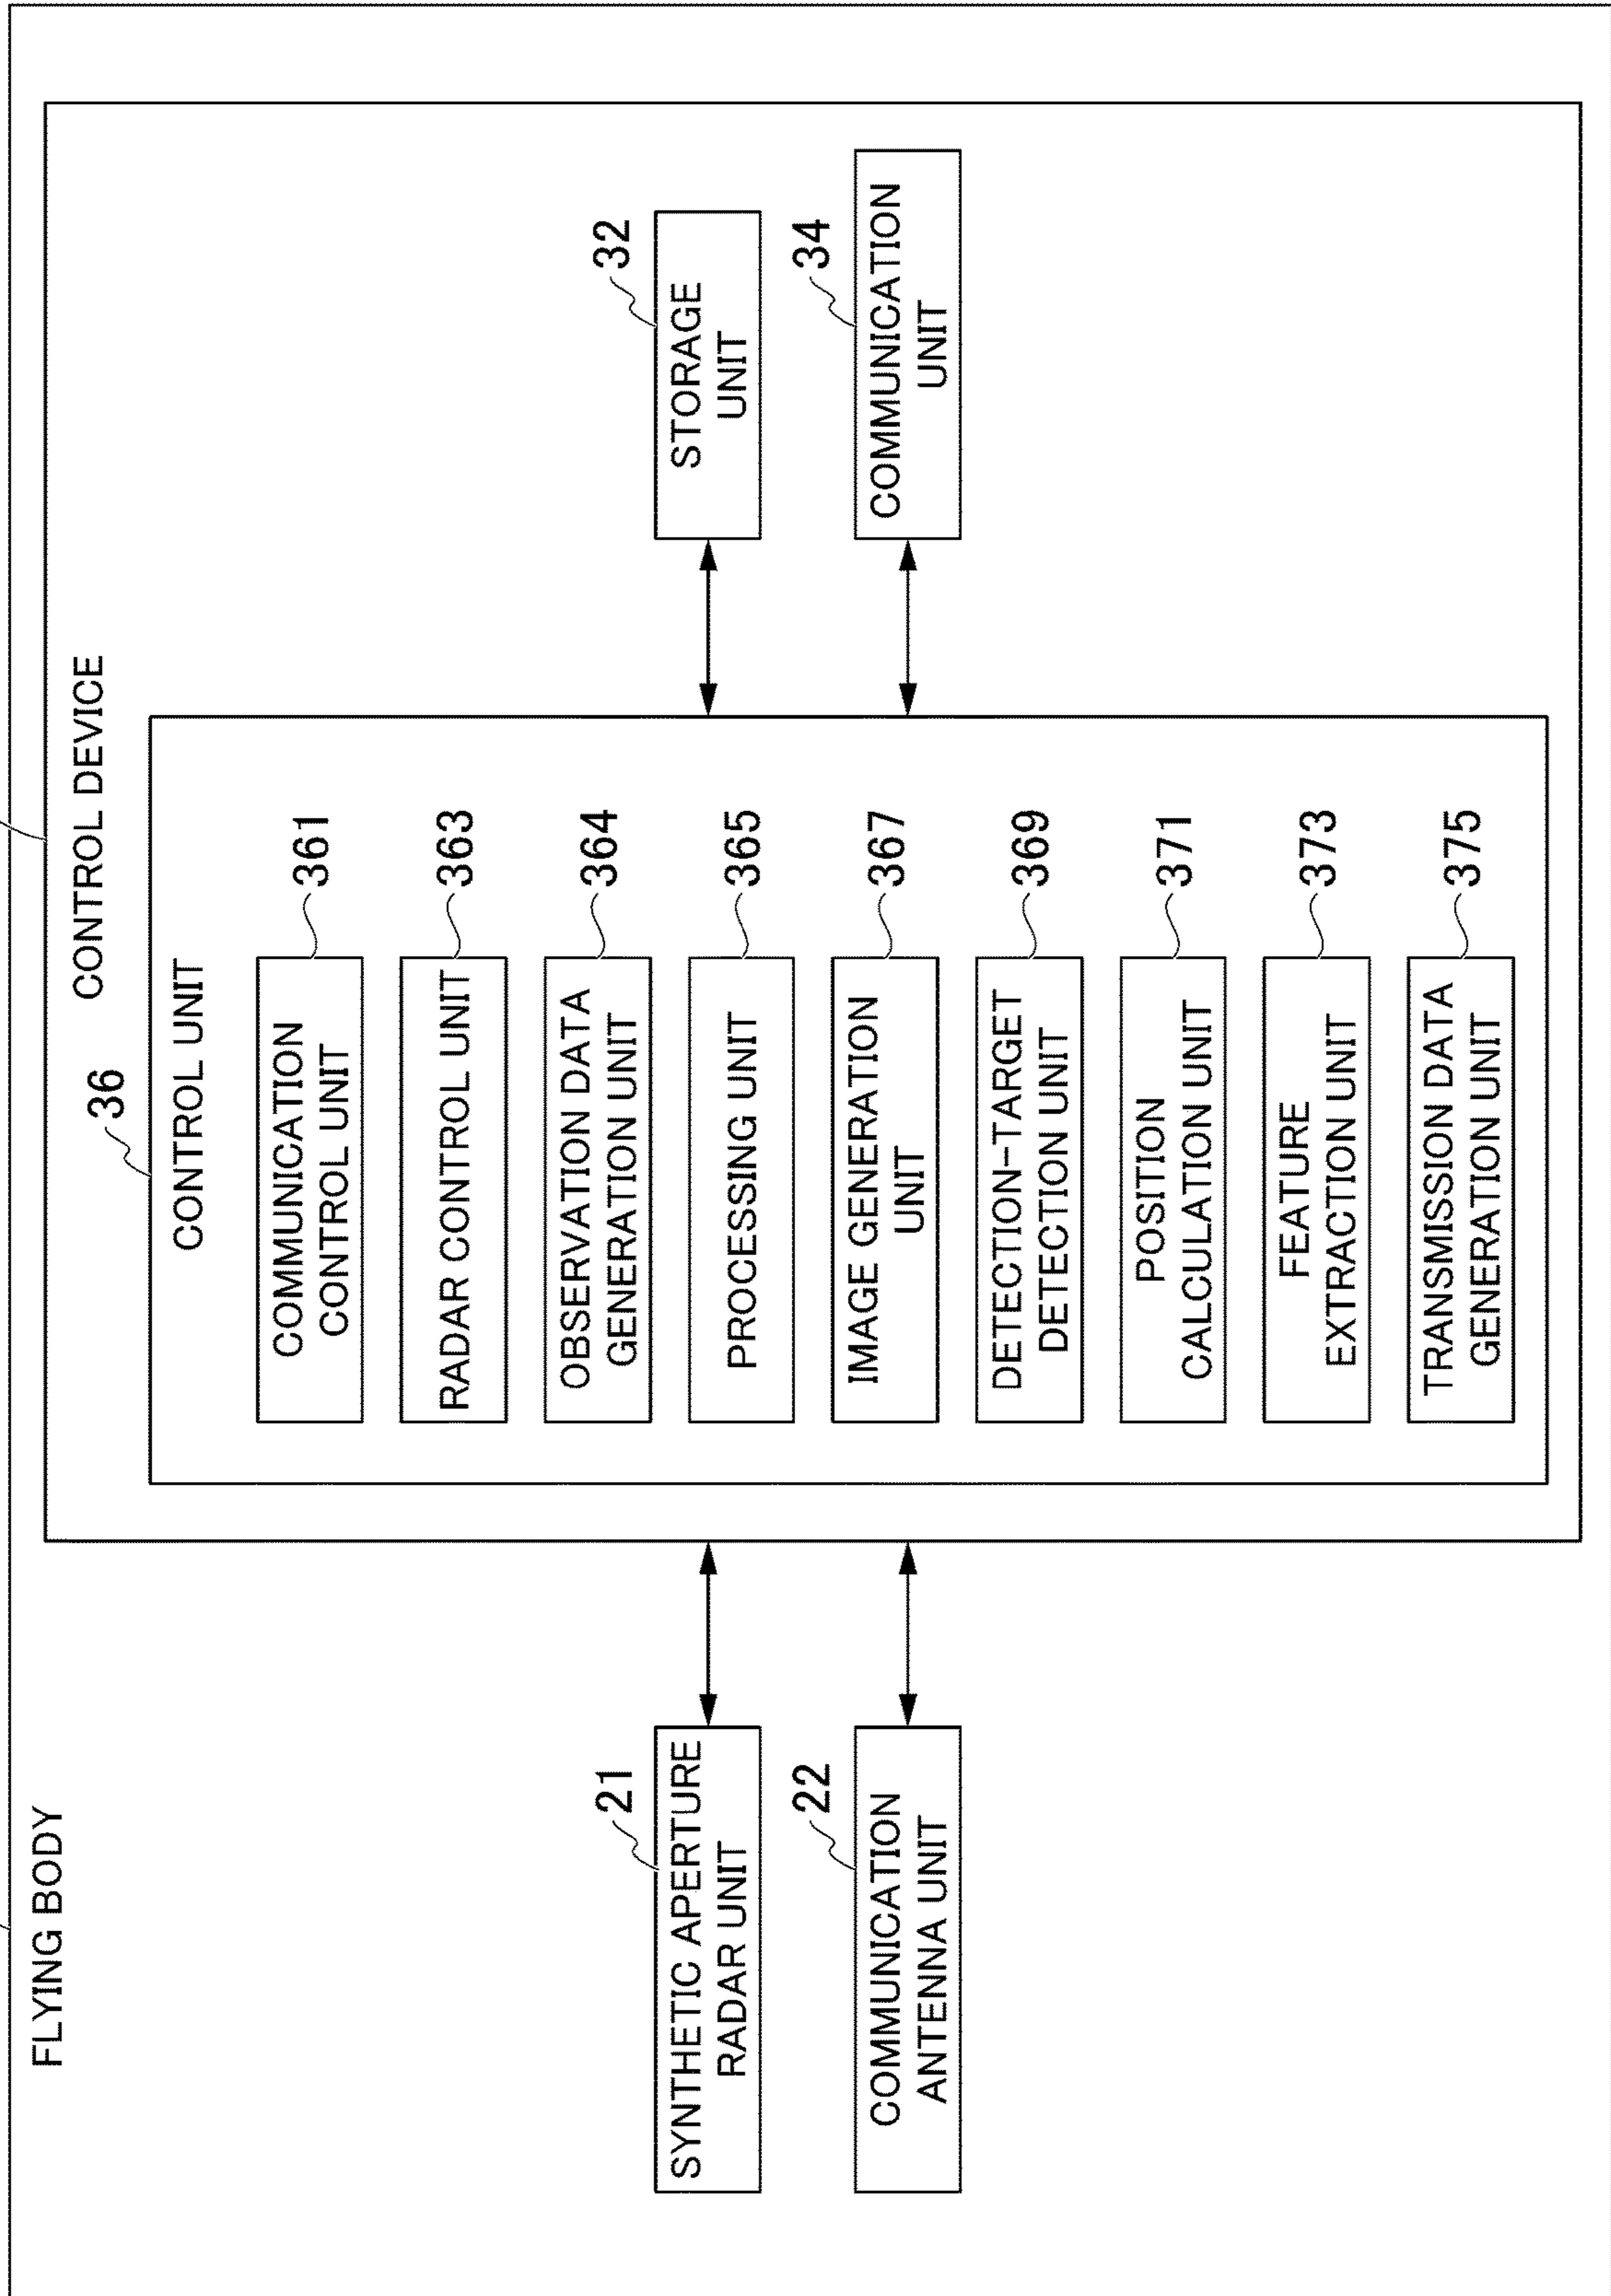 FLYING BODY
CONTROL DEVICE
36
CONTROL UNIT
COMMUNICATION
CONTROL UNIT
361
RADAR CONTROL UNIT
363
OBSERVATION DATA
GENERATION UNIT
364
PROCESSING UNIT
365
IMAGE GENERATION
UNIT
367
DETECTION-TARGET
DETECTION UNIT
369
POSITION
CALCULATION UNIT
371
FEATURE
EXTRACTION UNIT
373
TRANSMISSION DATA
GENERATION UNIT
375
21
SYNTHETIC APERTURE
RADAR UNIT
22
COMMUNICATION
ANTENNA UNIT
32
STORAGE
UNIT
34
COMMUNICATION
UNIT